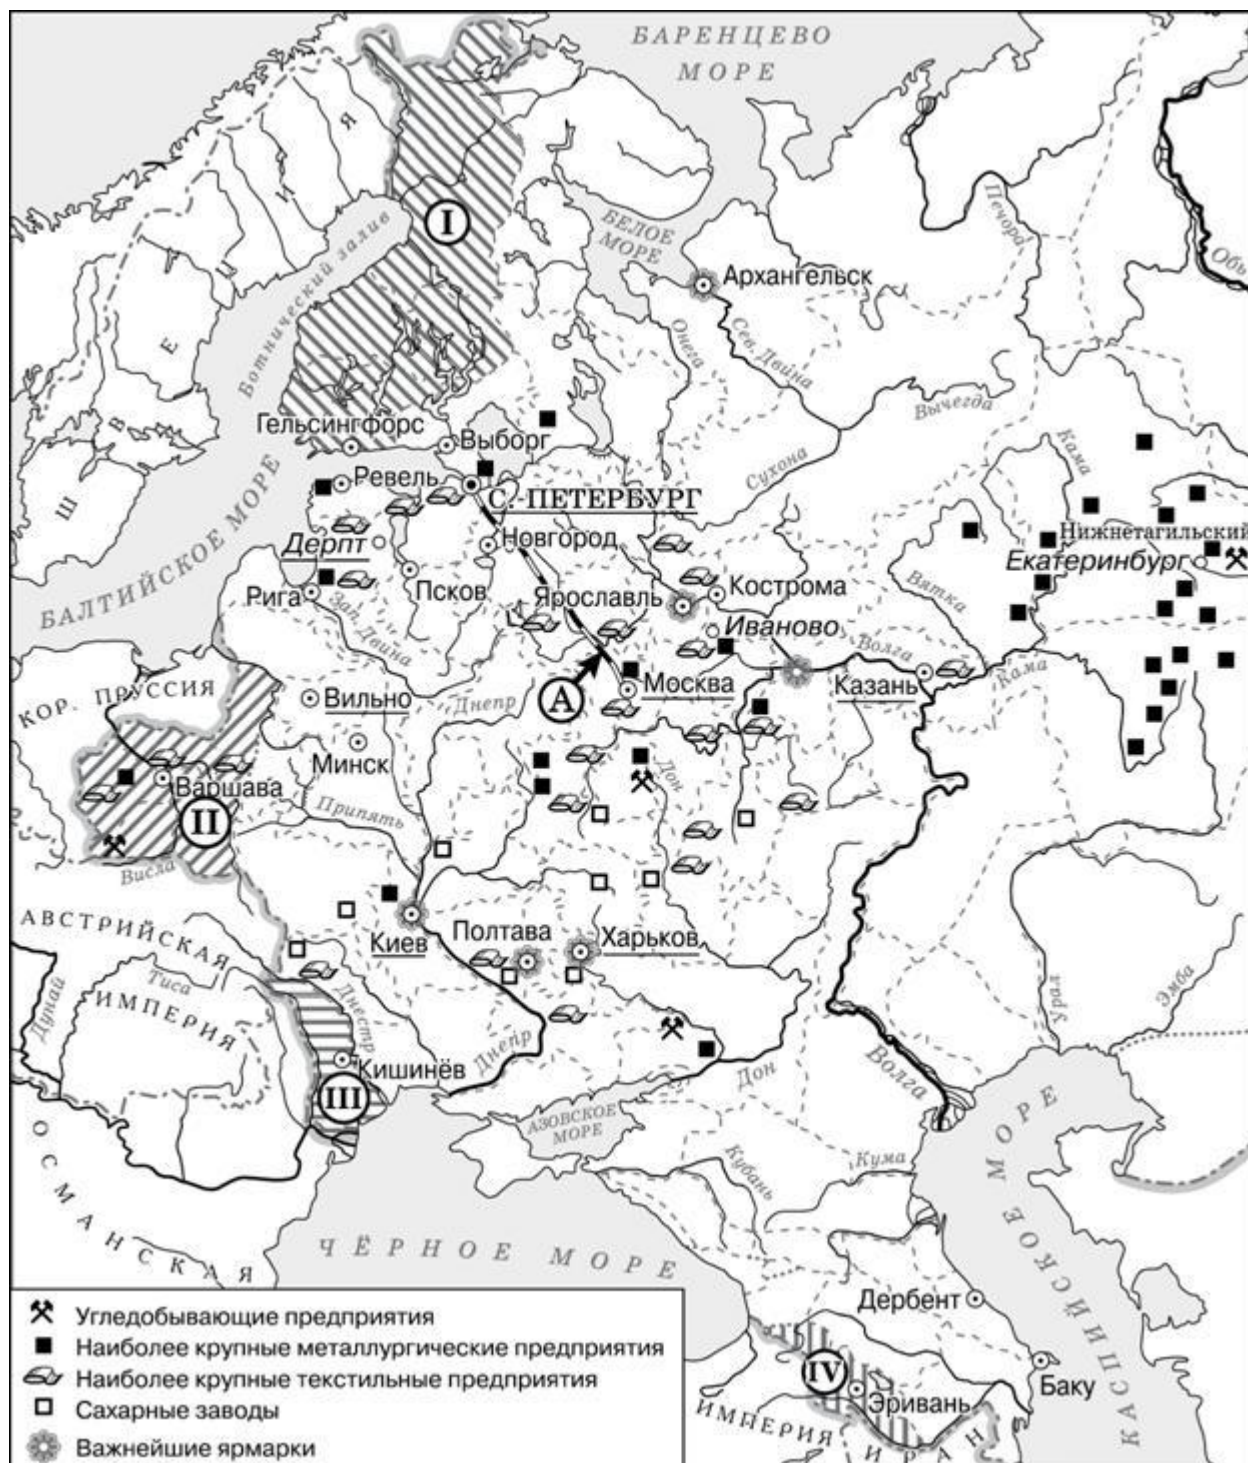 БАРЕНЦЕВО
МОРЕ
ШВЕЦИЯ
Ботнический залив
I
БЕЛОЕ
МОРЕ
Печора
Обь
Архангельск
Онега
Сев. Двина
Вычегда
Сухона
Кама
Гельсингфорс
Выборг
Ревель
С.-ПЕТЕРБУРГ
БАЛТИЙСКОЕ МОРЕ
Дерпт
Новгород
Нижнетагильский
Екатеринбург
Рига
Псков
Зап. Двина
Ярославль
Кострома
Вятка
Иваново
Волга
Кама
КОР. ПРУССИЯ
Вильно
Днепр
А
Москва
Казань
Минск
Дон
Варшава
II
Припять
Висла
АВСТРИЙСКАЯ
ИМПЕРИЯ
Киев
Полтава
Харьков
Тиса
Дунай
Днестр
Днепр
Урал
Эмба
Кишинёв
III
Волга
Дон
АЗОВСКОЕ
МОРЕ
Кума
Кубань
ОСМАНСКАЯ
ЧЁРНОЕ МОРЕ
КАСПИЙСКОЕ МОРЕ
Дербент
IV
Эривань
Баку
ИМПЕРИЯ
ИРАН
Угледобывающие предприятия
Наиболее крупные металлургические предприятия
Наиболее крупные текстильные предприятия
Сахарные заводы
Важнейшие ярмарки